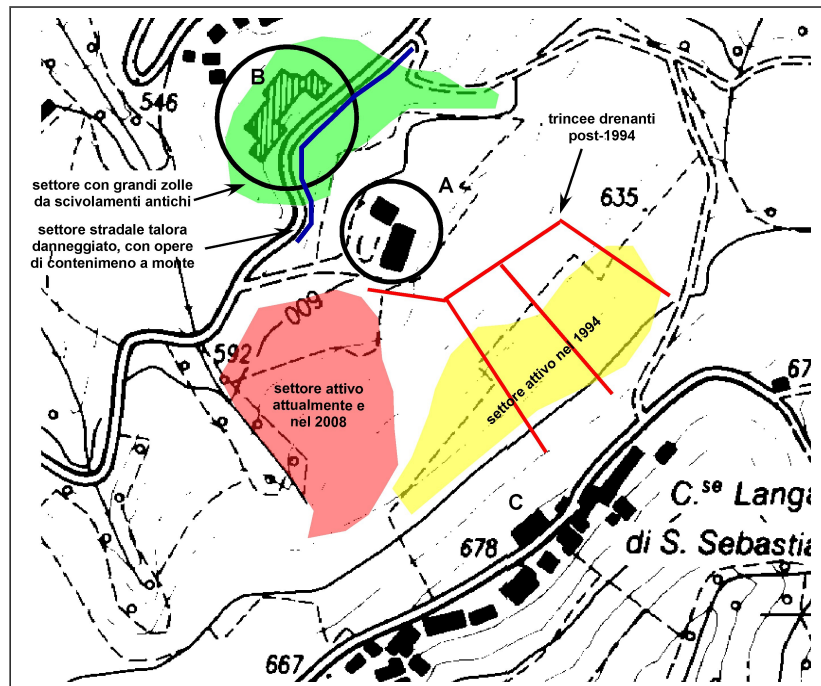 B
546
trincee drenanti
post-1994
A
settore con grandi zolle
da scivolamenti antichi
635
settore stradale talora
danneggiato, con opere
di contenimeno a monte
600
592
settore attivo
attualmente e
nel 2008
settore attivo nel 1994
67
C
C.se Langa
di S. Sebastia
678
667